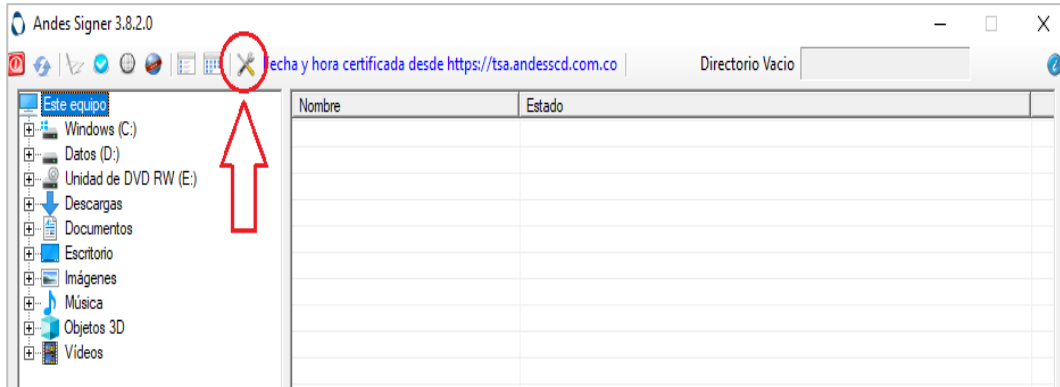 Andes Signer 3.8.2.0
fecha y hora certificada desde https://tsa.andesscd.com.co
Directorio Vacio
Este equipo
Windows (C:)
Datos (D:)
Unidad de DVD RW (E:)
Descargas
Documentos
Escritorio
Imágenes
Música
Objetos 3D
Vídeos
Nombre
Estado